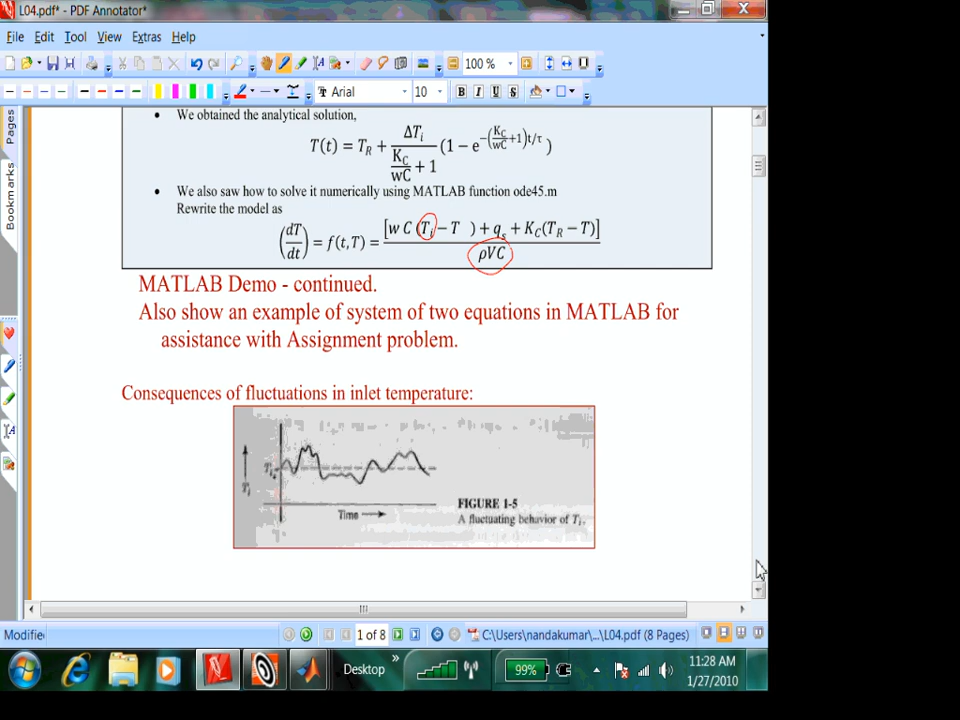 L04.pdf* - PDF Annotator*
File Edit Tool View Extras Help
100 %
Arial 10 B I U S
Pages
Bookmarks
• We obtained the analytical solution,
T(t) = T_R + ΔT_i / (K_C/wC + 1) (1 − e^{−(K_C/wC + 1)t/τ})
• We also saw how to solve it numerically using MATLAB function ode45.m
Rewrite the model as
(dT/dt) = f(t, T) = [w C (T_i − T ) + q_s + K_C(T_R − T)] / ρVC
MATLAB Demo - continued.
Also show an example of system of two equations in MATLAB for
assistance with Assignment problem.
Consequences of fluctuations in inlet temperature:
T_i
Time
FIGURE 1-5
A fluctuating behavior of T_i.
Modifie 1 of 8 C:\Users\nandakumar\...\L04.pdf (8 Pages)
Desktop » 99% 11:28 AM
1/27/2010